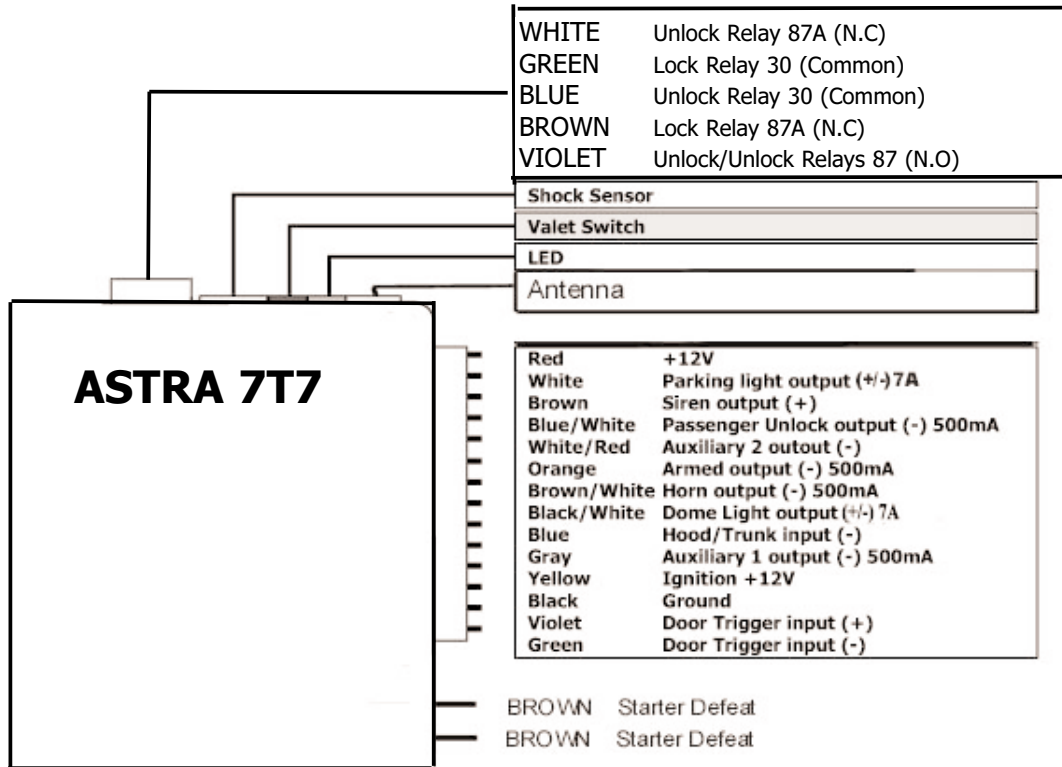 WHITE Unlock Relay 87A (N.C)
GREEN Lock Relay 30 (Common)
BLUE Unlock Relay 30 (Common)
BROWN Lock Relay 87A (N.C)
VIOLET Unlock/Unlock Relays 87 (N.O)
Shock Sensor
Valet Switch
LED
Antenna
ASTRA 7T7
Red +12V
White Parking light output (+/-) 7A
Brown Siren output (+)
Blue/White Passenger Unlock output (-) 500mA
White/Red Auxiliary 2 outout (-)
Orange Armed output (-) 500mA
Brown/White Horn output (-) 500mA
Black/White Dome Light output (+/-) 7A
Blue Hood/Trunk input (-)
Gray Auxiliary 1 output (-) 500mA
Yellow Ignition +12V
Black Ground
Violet Door Trigger input (+)
Green Door Trigger input (-)
BROWN Starter Defeat
BROWN Starter Defeat